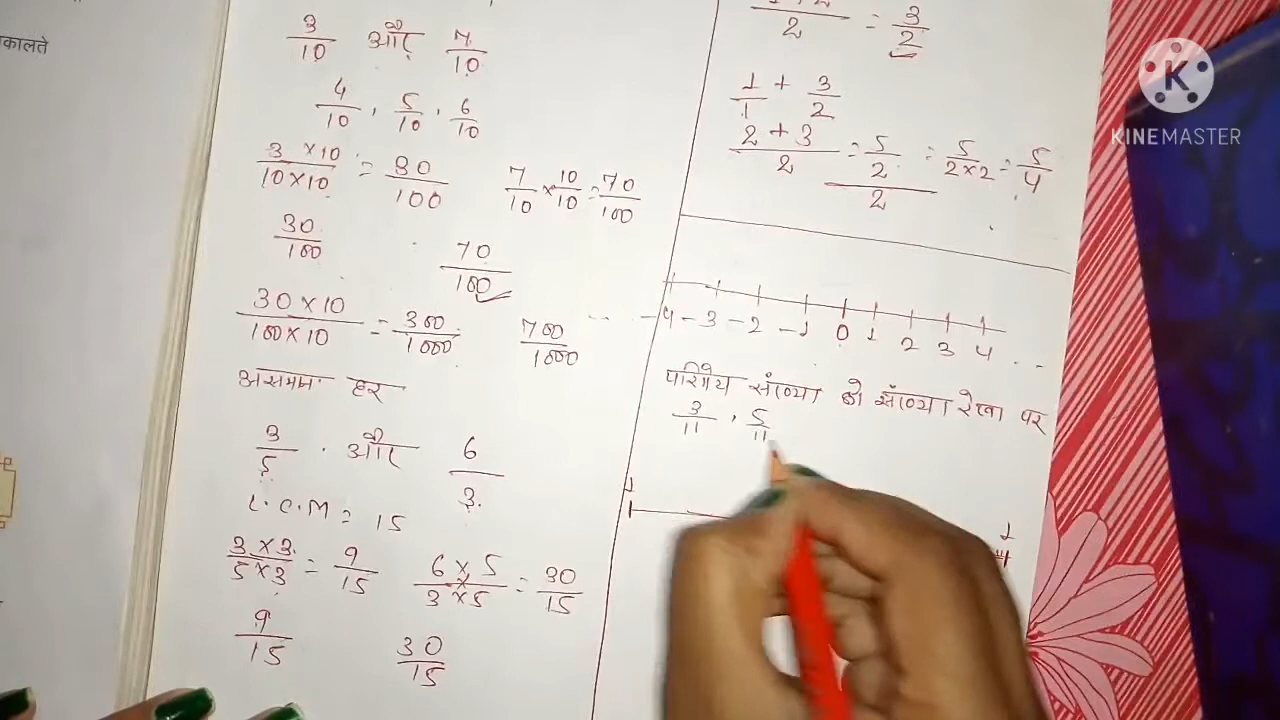 कालते
3/10 और 7/10
4/10, 5/10, 6/10
3×10/10×10 = 30/100
7/10 × 10/10 = 70/100
30/100 70/100
30×10/100×10 = 300/1000 700/1000
असमान हर
3/5 और 6/3
L.C.M = 15
3×3/5×3 = 9/15 6×5/3×5 = 30/15
9/15 30/15
2 = 3/2
1/1 + 3/2
2+3/2 = 5/2/2 = 5/2×2 = 5/4
... -4 -3 -2 -1 0 1 2 3 4 ...
परिमेय संख्या को संख्या रेखा पर
3/11, 5/11
KINEMASTER